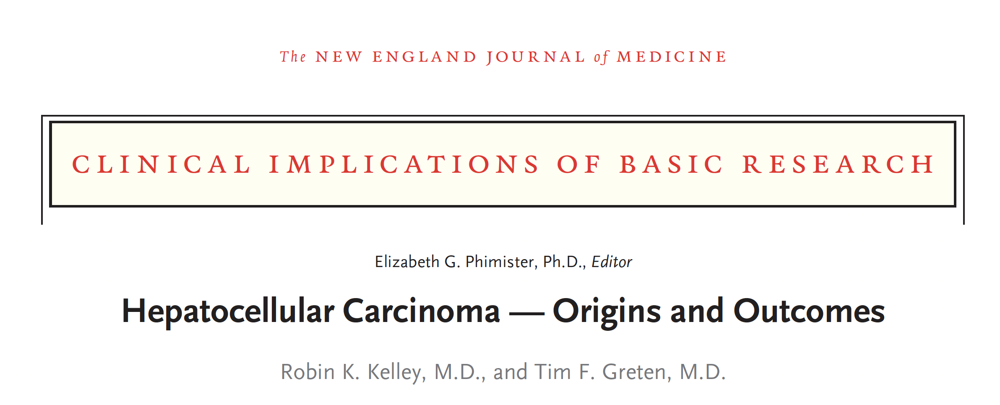 The NEW ENGLAND JOURNAL of MEDICINE
CLINICAL IMPLICATIONS OF BASIC RESEARCH
Elizabeth G. Phimister, Ph.D., Editor
Hepatocellular Carcinoma — Origins and Outcomes
Robin K. Kelley, M.D., and Tim F. Greten, M.D.